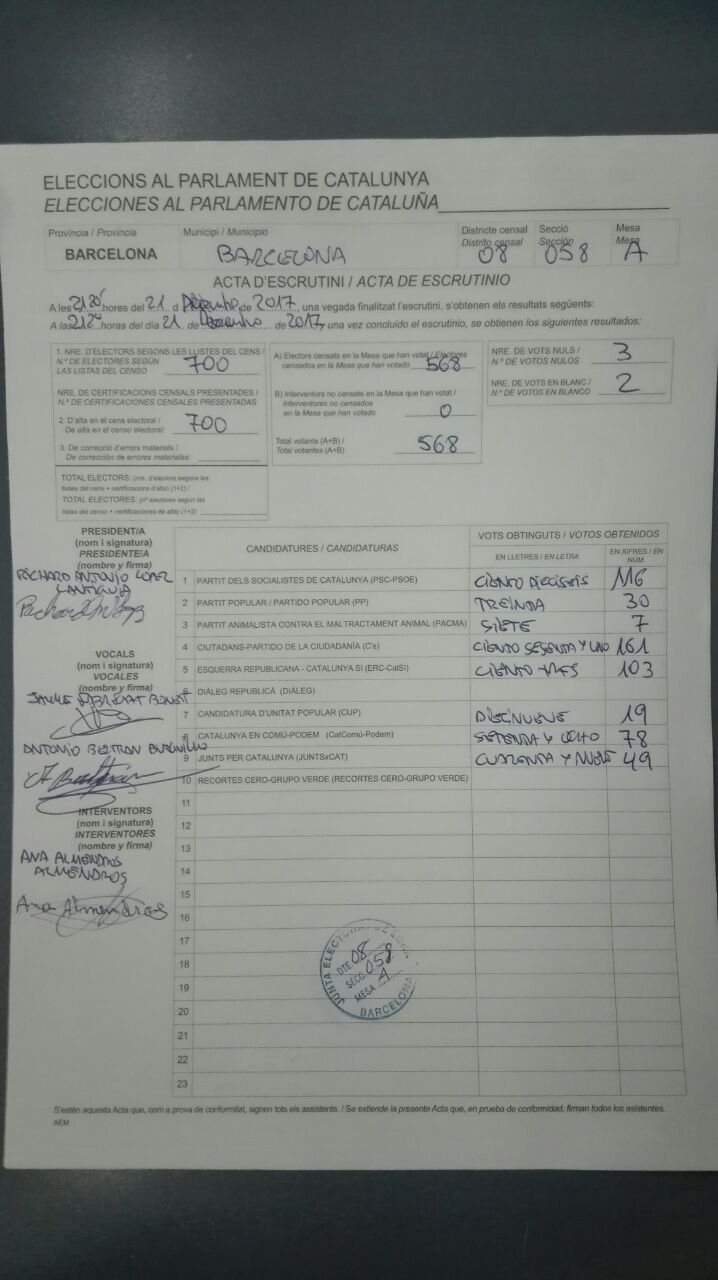 ELECCIONS AL PARLAMENT DE CATALUNYA
ELECCIONES AL PARLAMENTO DE CATALUÑA
Província / Provincia Municipi / Municipio Districte censal Secció Mesa
Distrito censal Sección Mesa
BARCELONA BARCELONA 08 058 A
ACTA D'ESCRUTINI / ACTA DE ESCRUTINIO
A les hores del 21 d de 2017, una vegada finalitzat l'escrutini, s'obtenen els resultats següents:
A las horas del día 21 de de 2017, una vez concluido el escrutinio, se obtienen los siguientes resultados:
1. NRE. D'ELECTORS SEGONS LES LLISTES DEL CENS /
N.º DE ELECTORES SEGÚN 700
LAS LISTAS DEL CENSO
NRE. DE CERTIFICACIONS CENSALS PRESENTADES /
N.º DE CERTIFICACIONES CENSALES PRESENTADAS
2. D'alta en el cens electoral /
De alta en el censo electoral: 700
3. De correcció d'errors materials /
De corrección de errores materiales:
TOTAL ELECTORS: (nre. d'electors segons les
llistes del cens + certificacions d'alta) (1+2) /
TOTAL ELECTORES: (nº electores según las
listas del censo + certificaciones de alta) (1+2)
A) Electors censats en la Mesa que han votat / Electores
censados en la Mesa que han votado 568
B) Interventors no censats en la Mesa que han votat /
Interventores no censados
en la Mesa que han votado 0
Total votants (A+B) /
Total votantes (A+B) 568
NRE. DE VOTS NULS / 3
N.º DE VOTOS NULOS
NRE. DE VOTS EN BLANC / 2
N.º DE VOTOS EN BLANCO
PRESIDENT/A
(nom i signatura)
PRESIDENTE/A
(nombre y firma)
RICHARD ANTONIO LOPEZ
VOCALS
(nom i signatura)
VOCALES
(nombre y firma)
JAUME
ANTONIO BELTRAN
INTERVENTORS
(nom i signatura)
INTERVENTORES
(nombre y firma)
ANA ALMENDROS
ALMENDROS
Ana Almendros
CANDIDATURES / CANDIDATURAS VOTS OBTINGUTS / VOTOS OBTENIDOS
EN LLETRES / EN LETRA EN XIFRES / EN NÚM.
1 PARTIT DELS SOCIALISTES DE CATALUNYA (PSC-PSOE) CIENTO DIECISEIS 116
2 PARTIT POPULAR / PARTIDO POPULAR (PP) TREINTA 30
3 PARTIT ANIMALISTA CONTRA EL MALTRACTAMENT ANIMAL (PACMA) SIETE 7
4 CIUTADANS-PARTIDO DE LA CIUDADANÍA (C's) CIENTO SESENTA Y UNO 161
5 ESQUERRA REPUBLICANA - CATALUNYA SÍ (ERC-CatSí) CIENTO TRES 103
6 DIÀLEG REPUBLICÀ (DIÀLEG)
7 CANDIDATURA D'UNITAT POPULAR (CUP) DIECINUEVE 19
8 CATALUNYA EN COMÚ-PODEM (CatComú-Podem) SETENTA Y OCHO 78
9 JUNTS PER CATALUNYA (JUNTSxCAT) CUARENTA Y NUEVE 49
10 RECORTES CERO-GRUPO VERDE (RECORTES CERO-GRUPO VERDE)
11
12
13
14
15
16
17
18
19
20
21
22
23
JUNTA ELECTORAL DE ZONA
DTE. 08
SECC. 058
MESA A
BARCELONA
S'estén aquesta Acta que, com a prova de conformitat, signen tots els assistents. / Se extiende la presente Acta que, en prueba de conformidad, firman todos los asistentes.
AEM